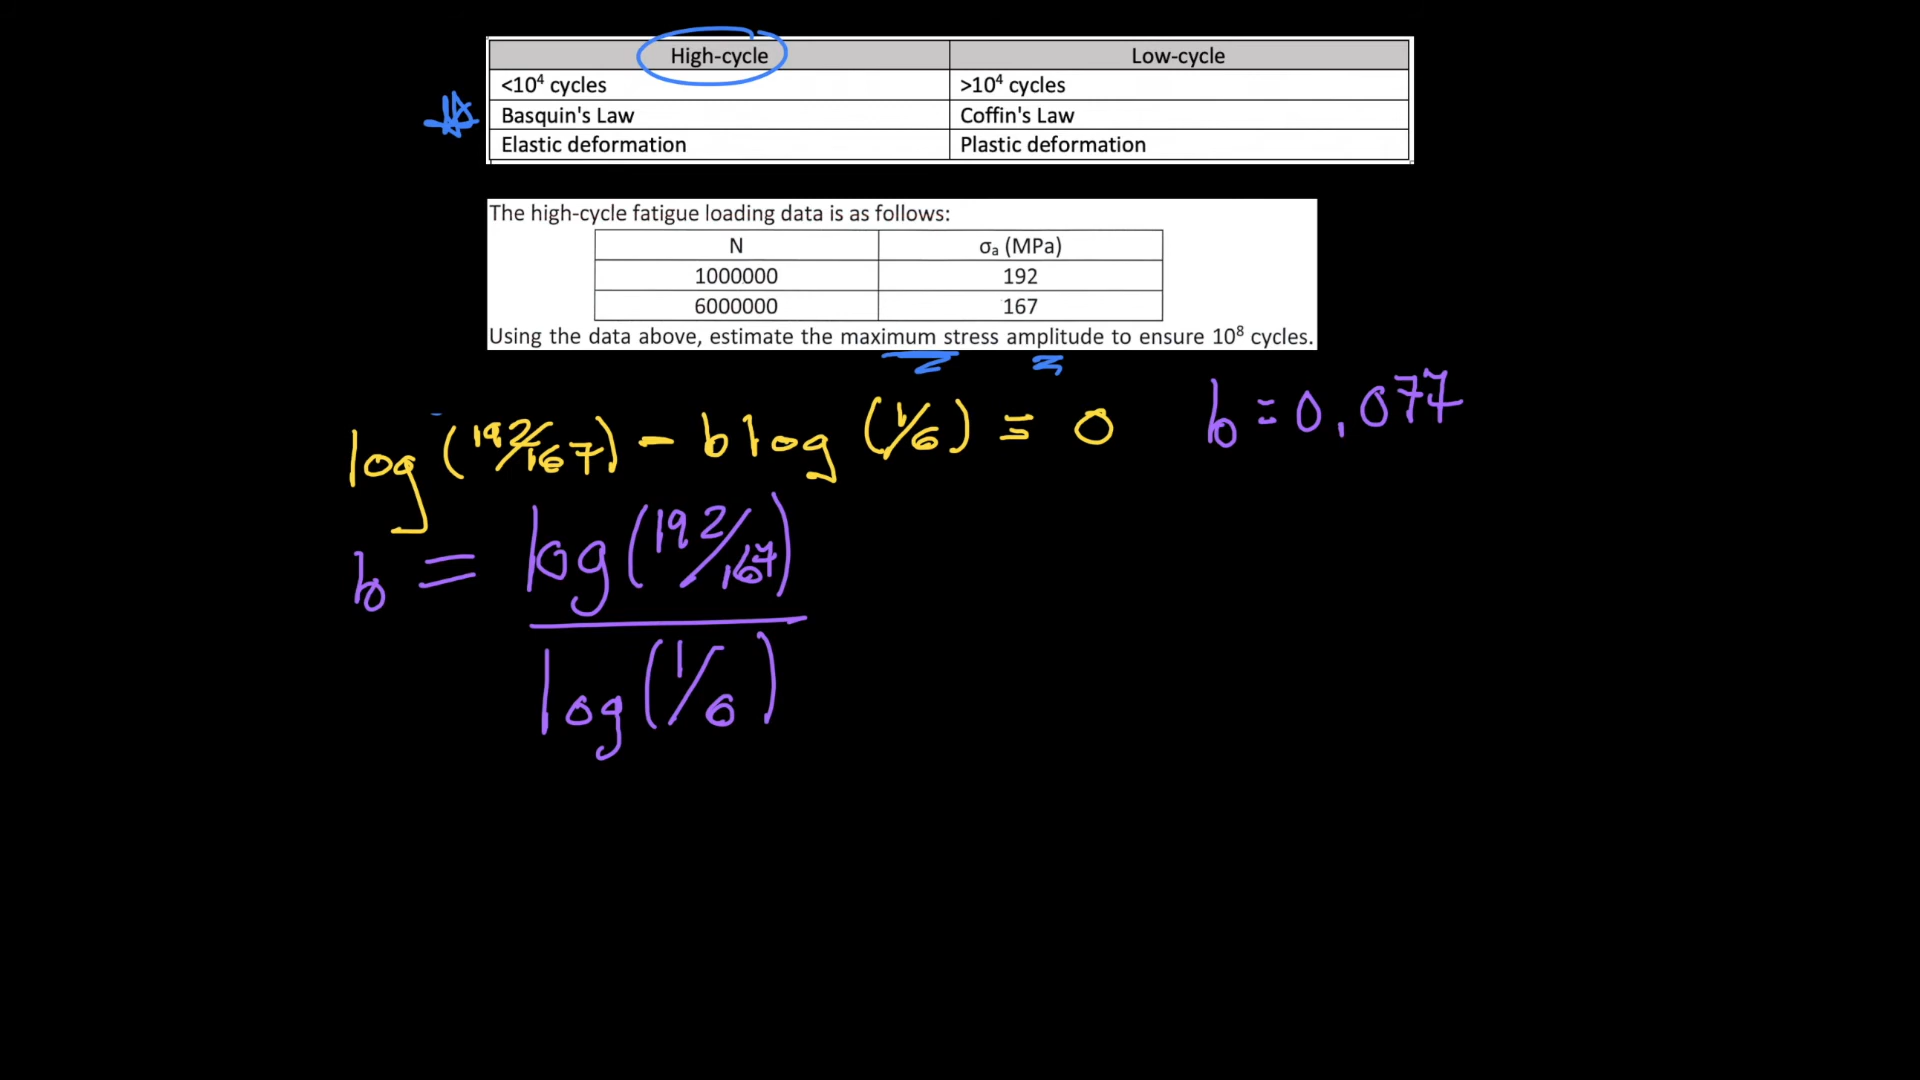 High-cycle Low-cycle
<10⁴ cycles >10⁴ cycles
Basquin's Law Coffin's Law
Elastic deformation Plastic deformation
The high-cycle fatigue loading data is as follows:
N σₐ (MPa)
1000000 192
6000000 167
Using the data above, estimate the maximum stress amplitude to ensure 10⁸ cycles.
log (192/167) - b log (1/6) = 0 b = 0,077
b = log(192/167)
log(1/6)